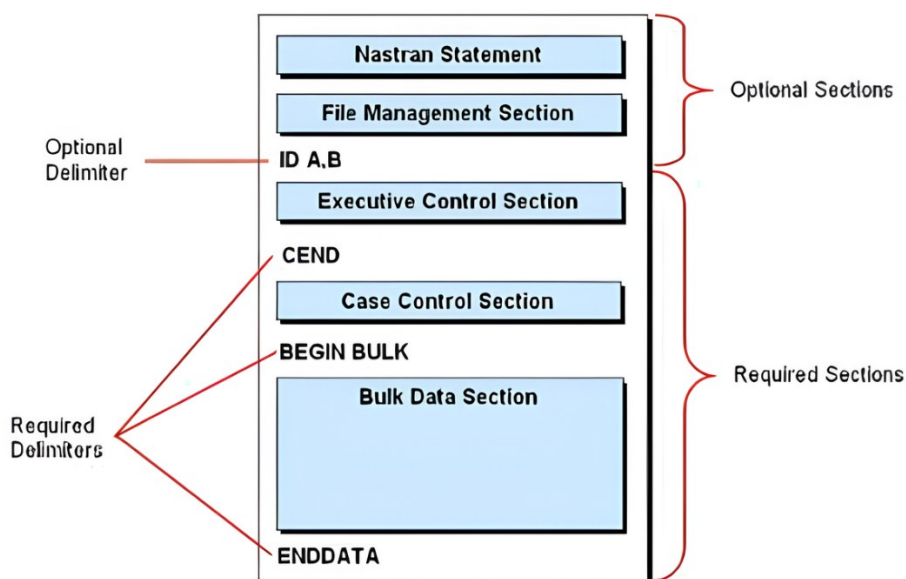 Nastran Statement
Optional Sections
File Management Section
Optional
Delimiter
ID A,B
Executive Control Section
CEND
Case Control Section
BEGIN BULK
Required Sections
Bulk Data Section
Required
Delimiters
ENDDATA